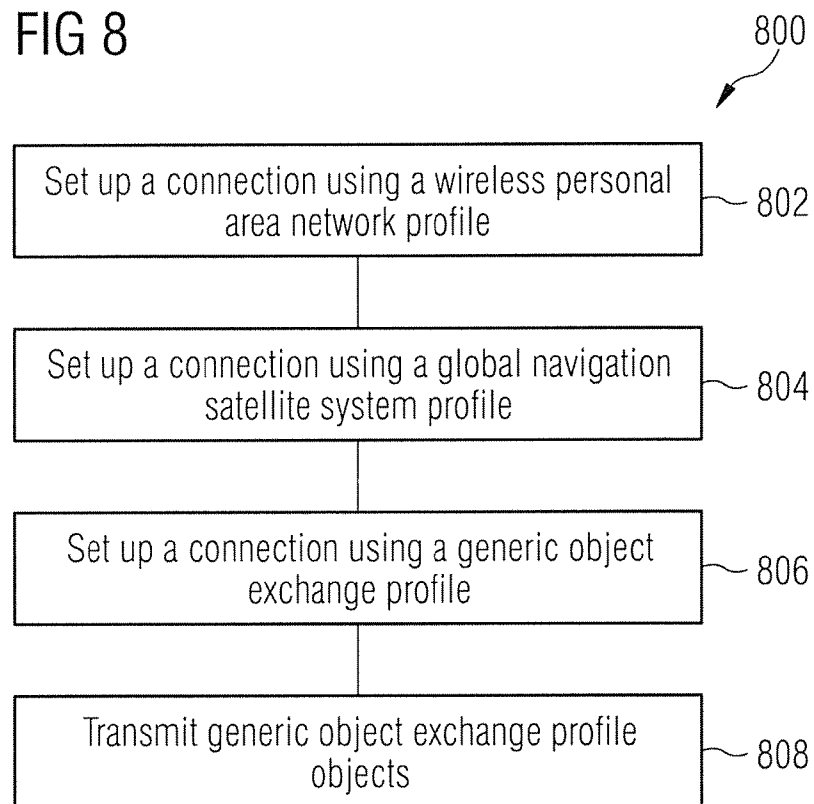 FIG 8
800
Set up a connection using a wireless personal
area network profile
802
Set up a connection using a global navigation
satellite system profile
804
Set up a connection using a generic object
exchange profile
806
Transmit generic object exchange profile
objects
808